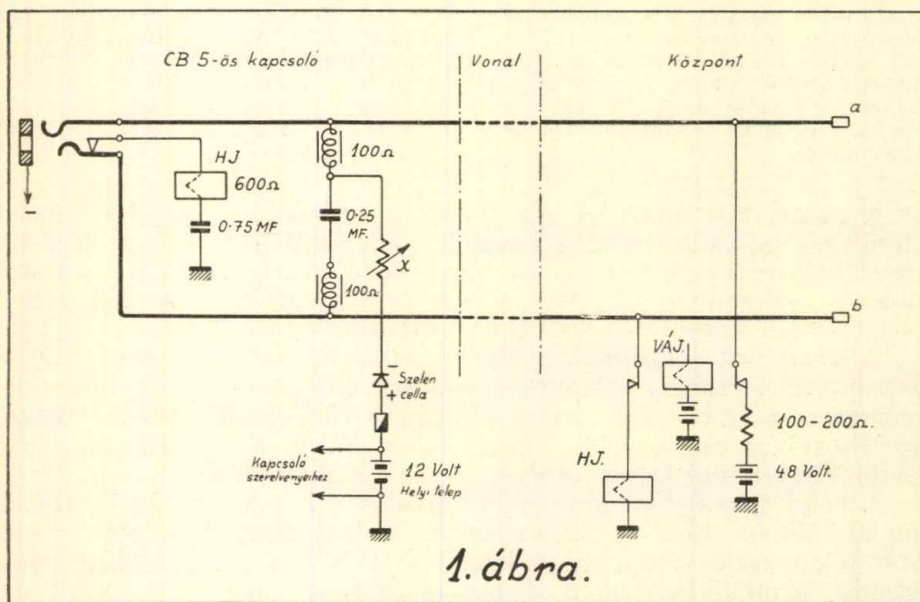 CB 5-ös kapcsoló
Vonal
Központ
a
HJ
600Ω
0·75 MF
100Ω
0·25
MF.
X
100Ω
b
VÁJ.
- Szelen
+ cella
100-200Ω.
Kapcsoló
szerelvényeihez
12 Volt
Helyi telep
HJ.
48 Volt.
-
1. ábra.